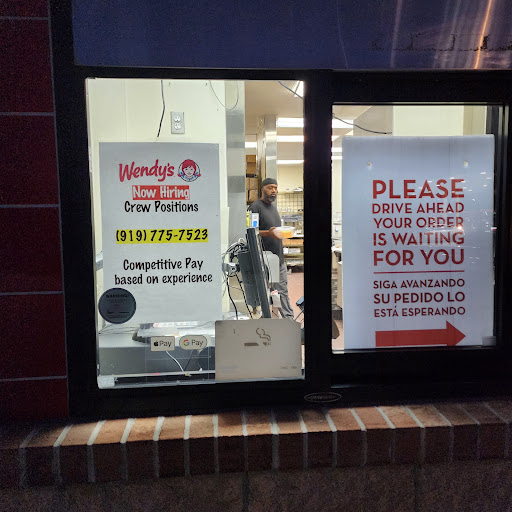 Wendy's
Now Hiring
Crew Positions
(919) 775-7523
Competitive Pay
based on experience
Pay
G Pay
PLEASE
DRIVE AHEAD
YOUR ORDER
IS WAITING
FOR YOU
SIGA AVANZANDO
SU PEDIDO LO
ESTÁ ESPERANDO